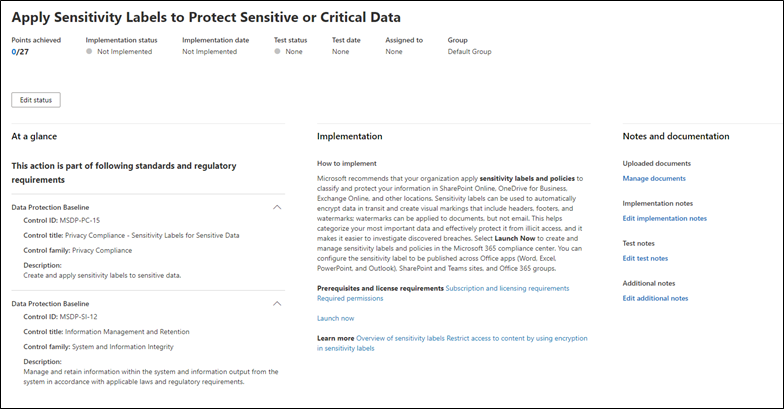 Apply Sensitivity Labels to Protect Sensitive or Critical Data
Points achieved
0/27
Implementation status
Not Implemented
Implementation date
Not Implemented
Test status
None
Test date
None
Assigned to
None
Group
Default Group
Edit status
At a glance
This action is part of following standards and regulatory
requirements
Data Protection Baseline
Control ID: MSDP-PC-15
Control title: Privacy Compliance - Sensitivity Labels for Sensitive Data
Control family: Privacy Compliance
Description:
Create and apply sensitivity labels to sensitive data.
Data Protection Baseline
Control ID: MSDP-SI-12
Control title: Information Management and Retention
Control family: System and Information Integrity
Description:
Manage and retain information within the system and information output from the
system in accordance with applicable laws and regulatory requirements.
Implementation
How to implement
Microsoft recommends that your organization apply sensitivity labels and policies to
classify and protect your information in SharePoint Online, OneDrive for Business,
Exchange Online, and other locations. Sensitivity labels can be used to automatically
encrypt data in transit and create visual markings that include headers, footers, and
watermarks; watermarks can be applied to documents, but not email. This helps
categorize your most important data and effectively protect it from illicit access, and it
makes it easier to investigate discovered breaches. Select Launch Now to create and
manage sensitivity labels and policies in the Microsoft 365 compliance center. You can
configure the sensitivity label to be published across Office apps (Word, Excel,
PowerPoint, and Outlook), SharePoint and Teams sites, and Office 365 groups.
Prerequisites and license requirements Subscription and licensing requirements
Required permissions
Launch now
Learn more Overview of sensitivity labels Restrict access to content by using encryption
in sensitivity labels
Notes and documentation
Uploaded documents
Manage documents
Implementation notes
Edit implementation notes
Test notes
Edit test notes
Additional notes
Edit additional notes